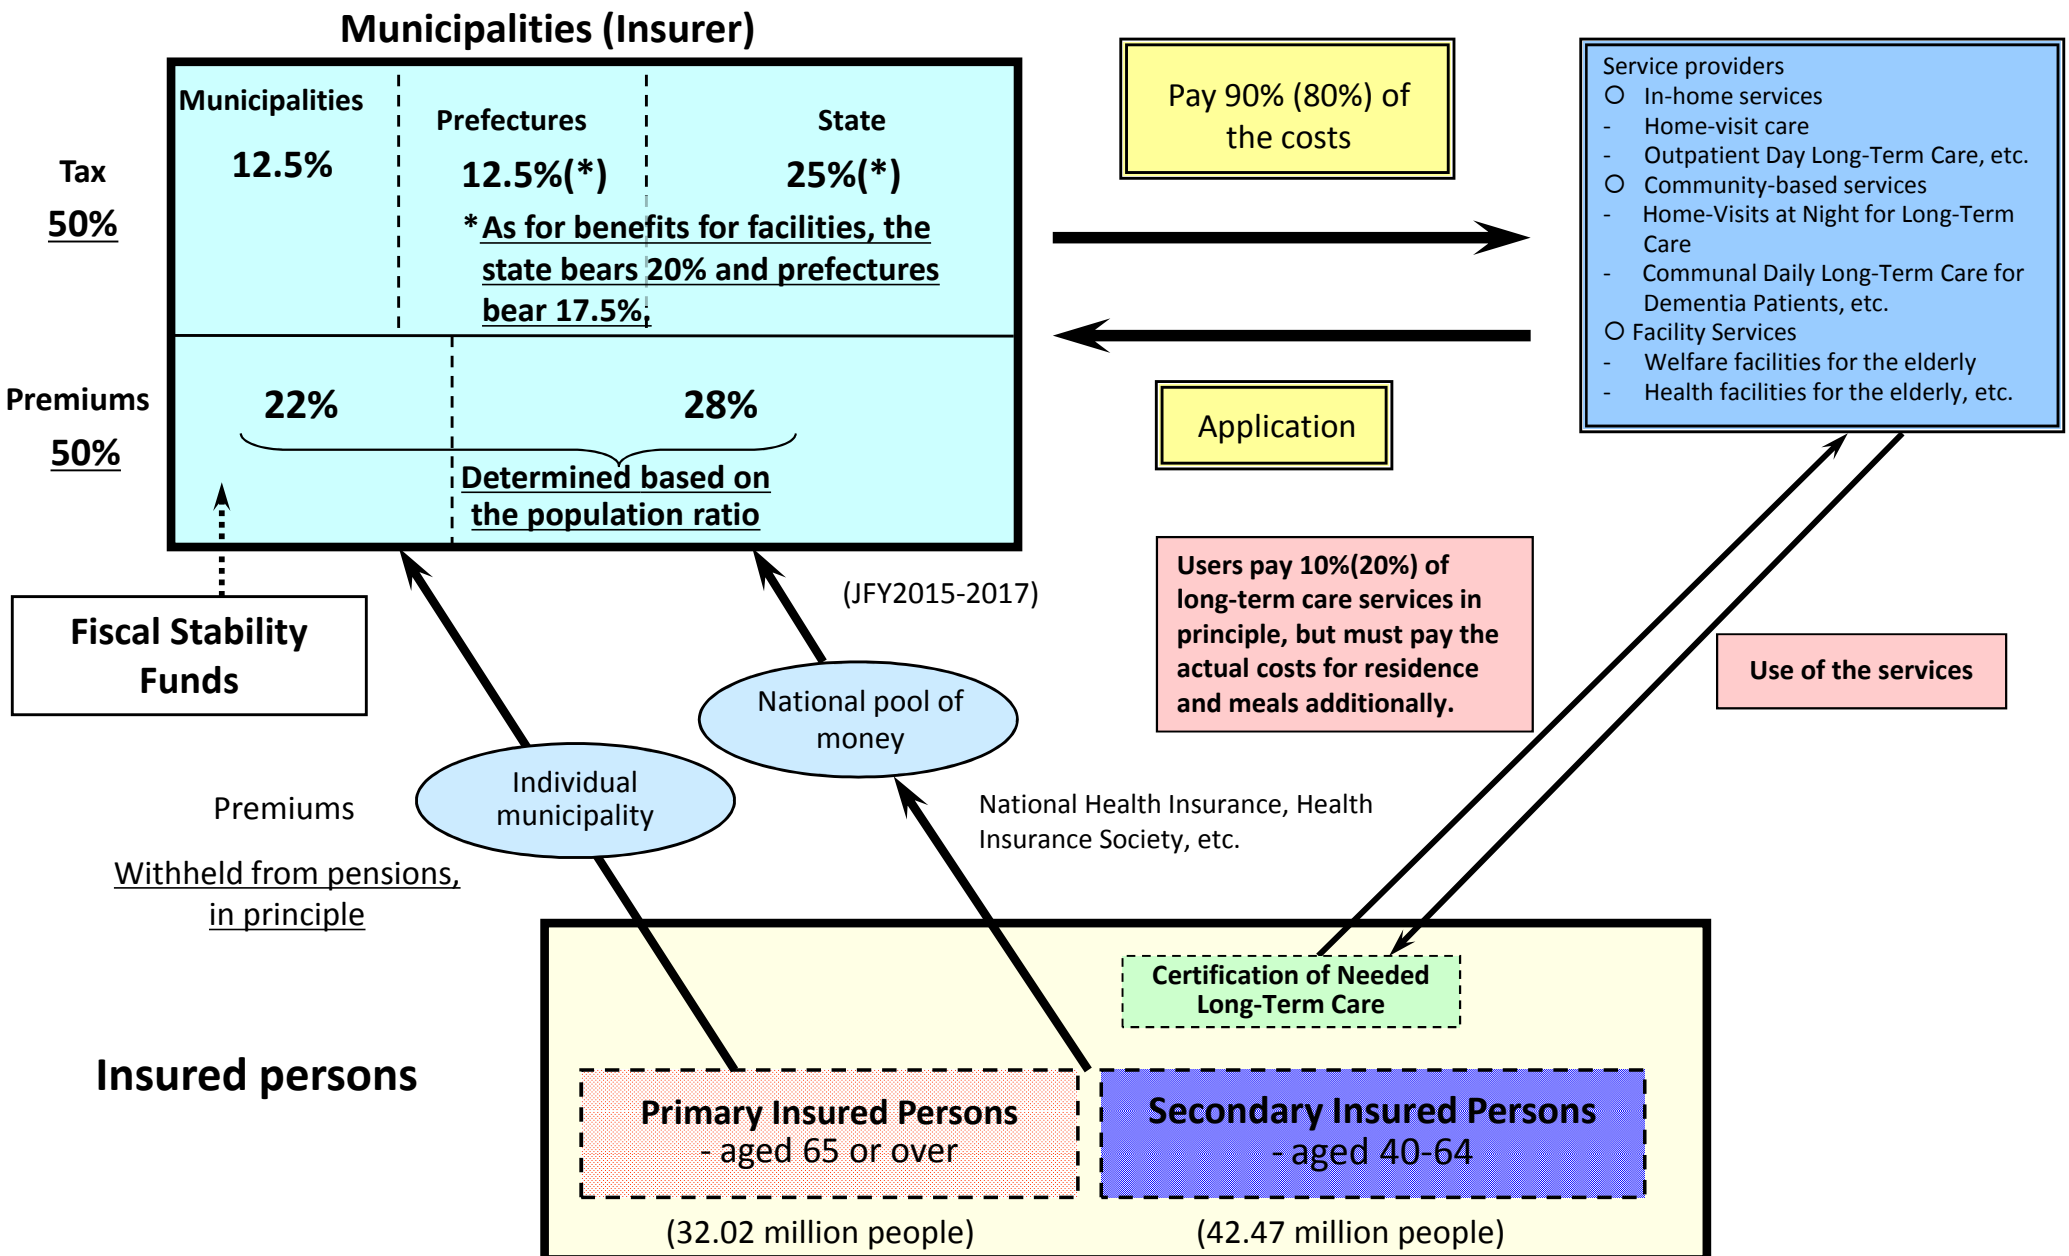 Municipalities (Insurer)
Tax
50%
Municipalities
12.5%
Prefectures
12.5%(*)
State
25%(*)
*As for benefits for facilities, the
state bears 20% and prefectures
bear 17.5%.
Premiums
50%
22%
28%
Determined based on
the population ratio
Pay 90% (80%) of
the costs
Application
Service providers
○ In-home services
- Home-visit care
- Outpatient Day Long-Term Care, etc.
○ Community-based services
- Home-Visits at Night for Long-Term
Care
- Communal Daily Long-Term Care for
Dementia Patients, etc.
○ Facility Services
- Welfare facilities for the elderly
- Health facilities for the elderly, etc.
Fiscal Stability
Funds
(JFY2015-2017)
Users pay 10%(20%) of
long-term care services in
principle, but must pay the
actual costs for residence
and meals additionally.
Use of the services
National pool of
money
Individual
municipality
Premiums
Withheld from pensions,
in principle
National Health Insurance, Health
Insurance Society, etc.
Certification of Needed
Long-Term Care
Insured persons
Primary Insured Persons
- aged 65 or over
(32.02 million people)
Secondary Insured Persons
- aged 40-64
(42.47 million people)